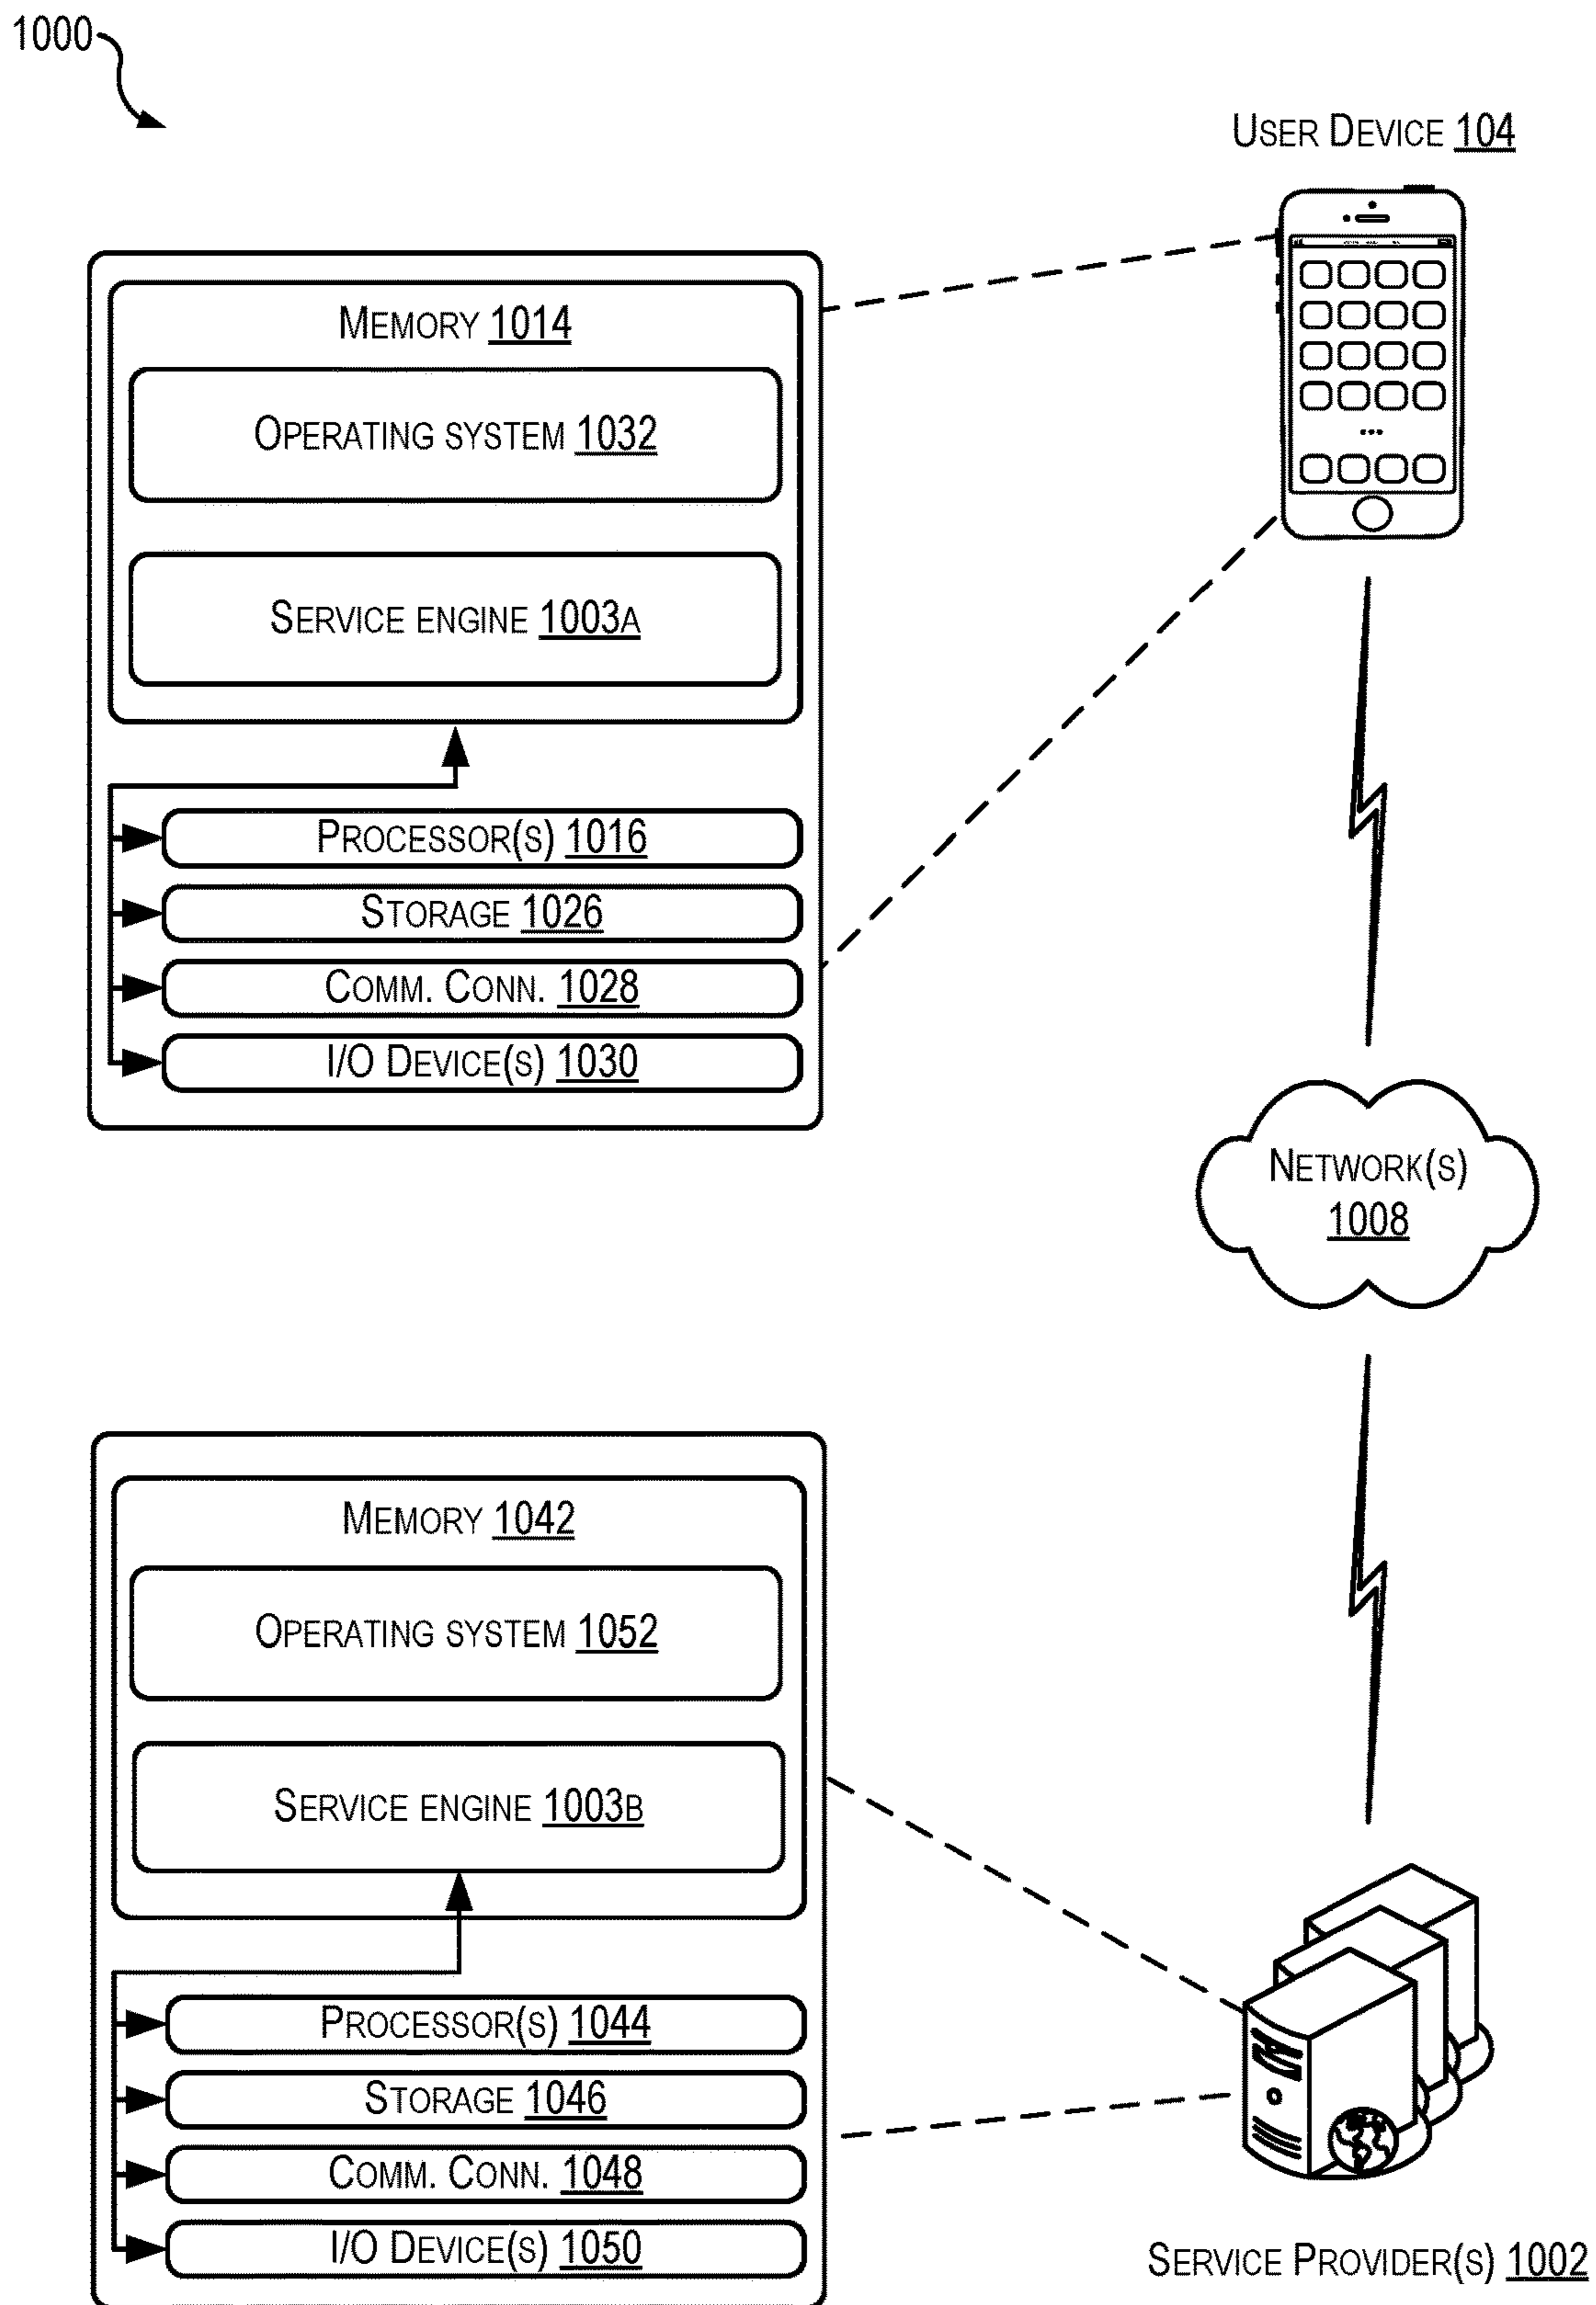 1000
USER DEVICE 104
MEMORY 1014
OPERATING SYSTEM 1032
SERVICE ENGINE 1003A
PROCESSOR(S) 1016
STORAGE 1026
COMM. CONN. 1028
I/O DEVICE(S) 1030
NETWORK(S)
1008
MEMORY 1042
OPERATING SYSTEM 1052
SERVICE ENGINE 1003B
PROCESSOR(S) 1044
STORAGE 1046
COMM. CONN. 1048
I/O DEVICE(S) 1050
SERVICE PROVIDER(S) 1002